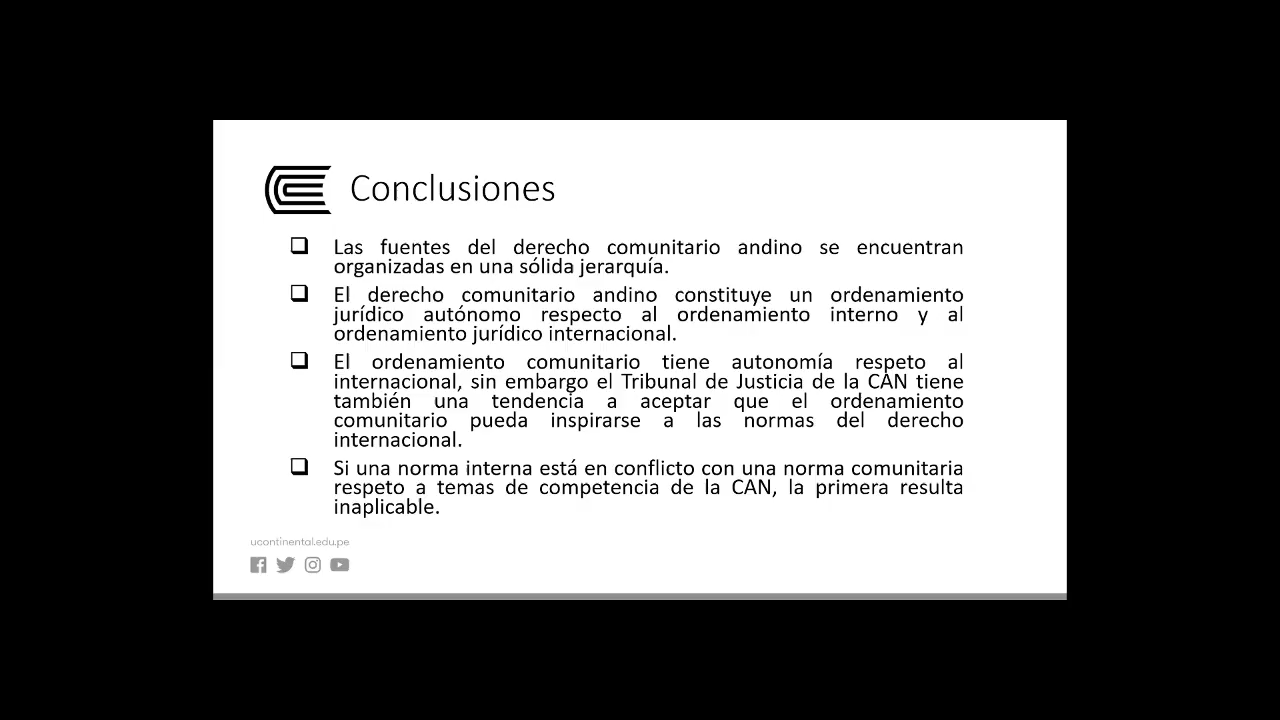 Conclusiones
Las fuentes del derecho comunitario andino se encuentran
organizadas en una sólida jerarquía.
El derecho comunitario andino constituye un ordenamiento
jurídico autónomo respecto al ordenamiento interno y al
ordenamiento jurídico internacional.
El ordenamiento comunitario tiene autonomía respeto al
internacional, sin embargo el Tribunal de Justicia de la CAN tiene
también una tendencia a aceptar que el ordenamiento
comunitario pueda inspirarse a las normas del derecho
internacional.
Si una norma interna está en conflicto con una norma comunitaria
respeto a temas de competencia de la CAN, la primera resulta
inaplicable.
ucontinental.edu.pe